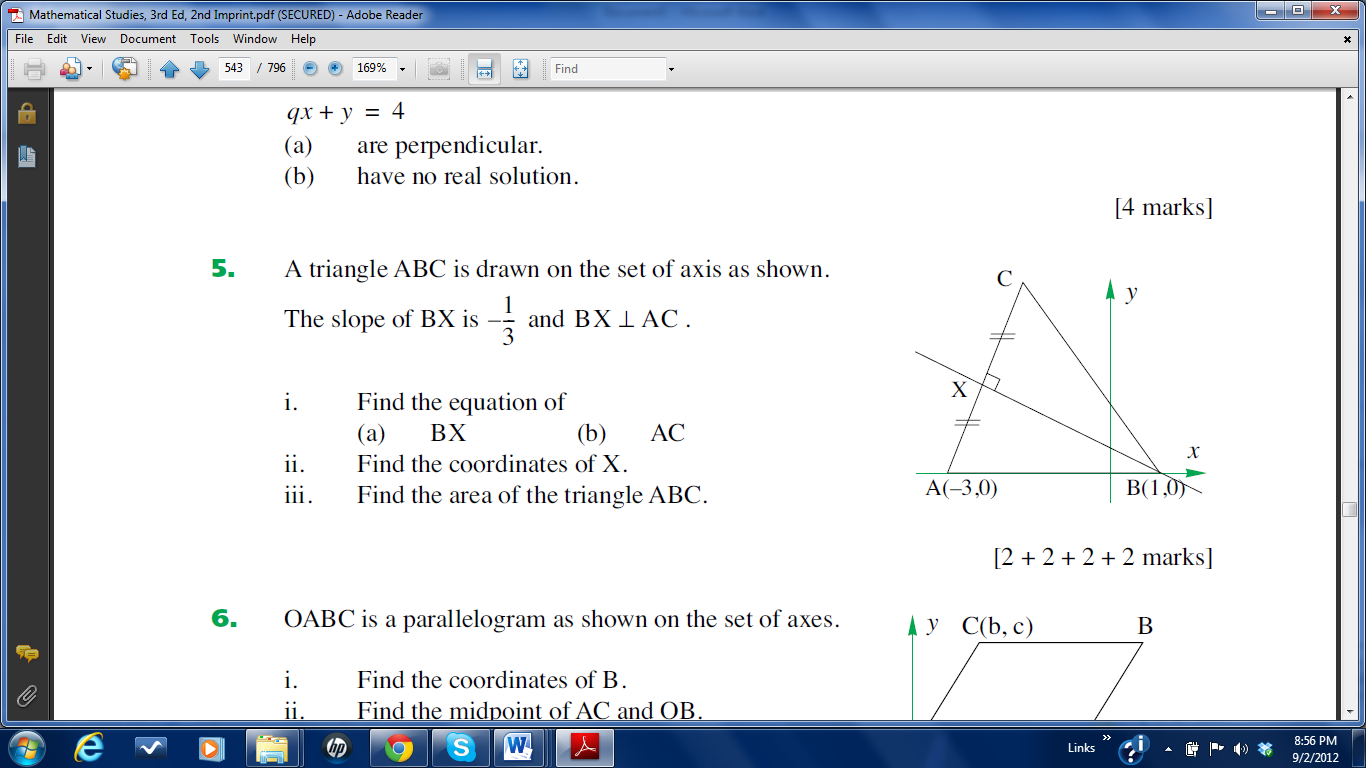 Mathematical Studies, 3rd Ed, 2nd Imprint.pdf (SECURED) - Adobe Reader
File Edit View Document Tools Window Help
543 / 796 169% Find
qx + y = 4
(a) are perpendicular.
(b) have no real solution.
[4 marks]
5. A triangle ABC is drawn on the set of axis as shown.
The slope of BX is –1/3 and BX ⊥ AC .
i. Find the equation of
(a) BX (b) AC
ii. Find the coordinates of X.
iii. Find the area of the triangle ABC.
C
y
X
x
A(–3,0) B(1,0)
[2 + 2 + 2 + 2 marks]
6. OABC is a parallelogram as shown on the set of axes.
i. Find the coordinates of B.
ii. Find the midpoint of AC and OB.
y C(b, c) B
Links
8:56 PM
9/2/2012